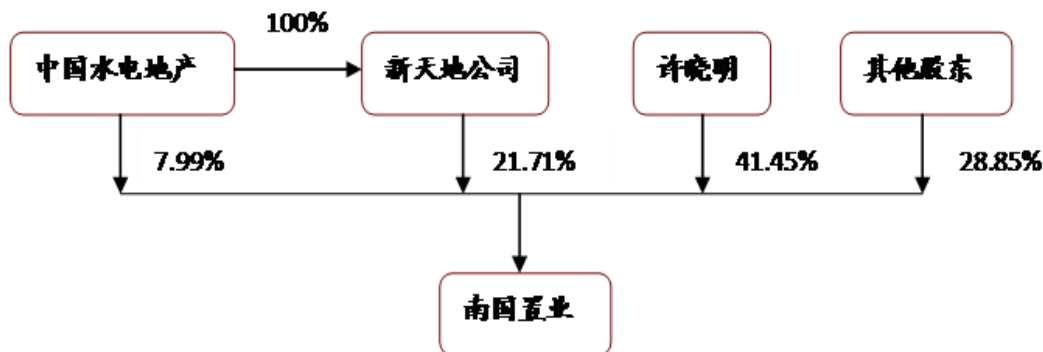 100%
中国水电地产
新天地公司
许晓明
其他股东
7.99%
21.71%
41.45%
28.85%
南国置业